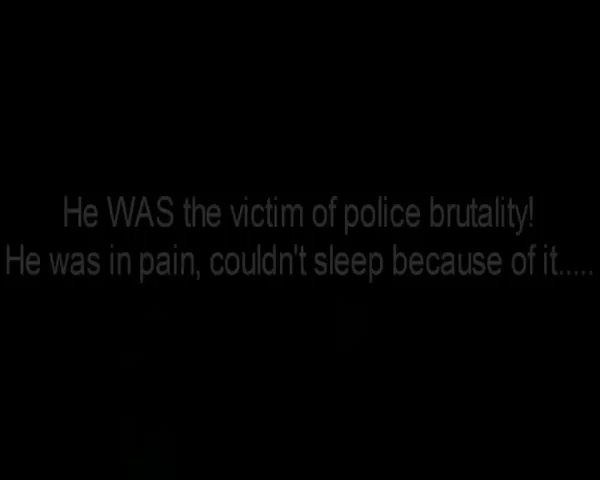 He WAS the victim of police brutality!
He was in pain, couldn't sleep because of it.....